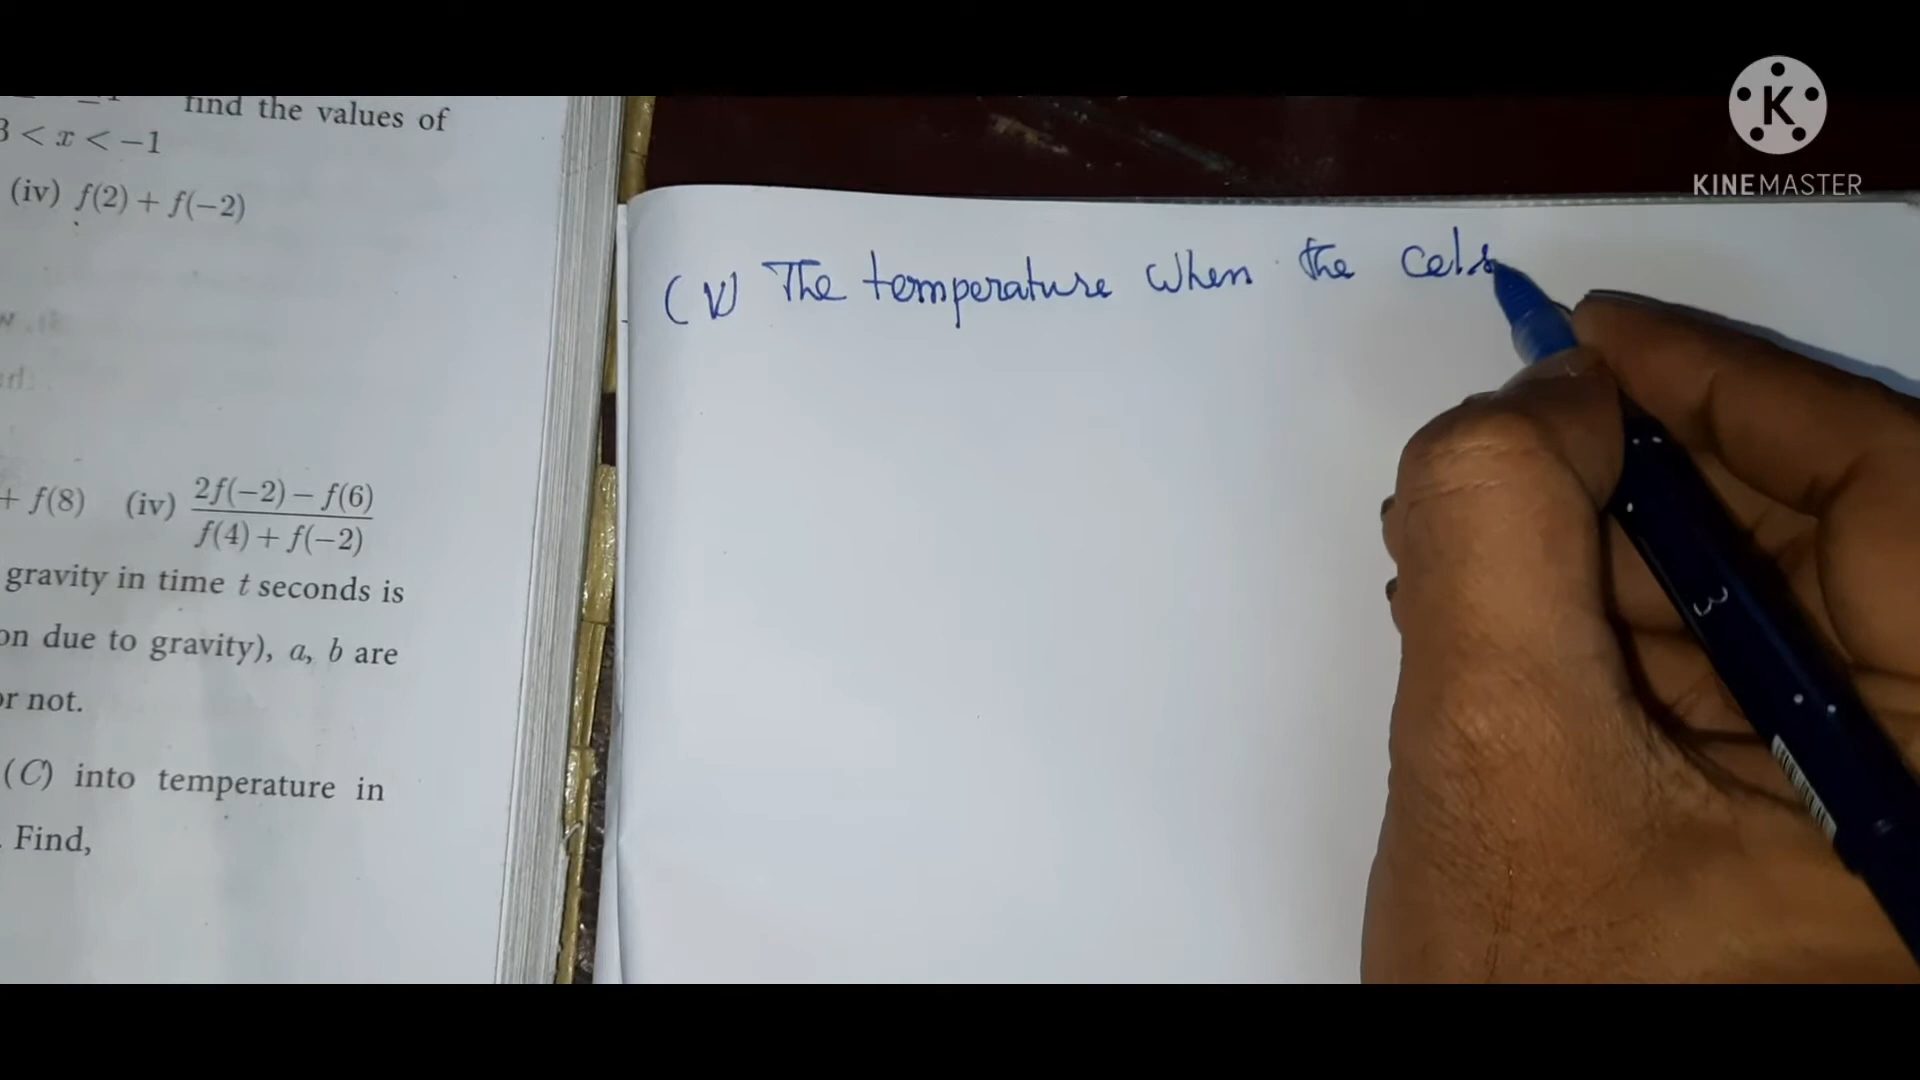 find the values of
3 < x < −1
(iv) f(2) + f(−2)
+ f(8) (iv) 2f(−2) − f(6)
f(4) + f(−2)
gravity in time t seconds is
on due to gravity), a, b are
or not.
(C) into temperature in
. Find,
(V) The temperature when the cels
K
KINEMASTER